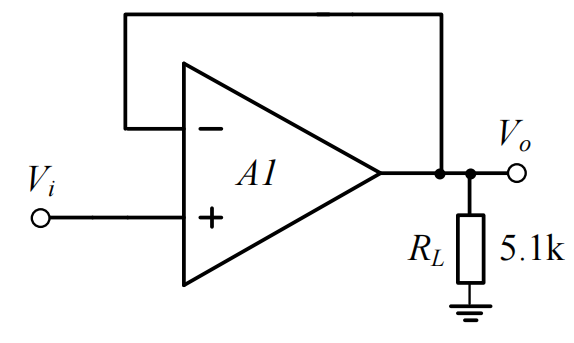 −
A1
V_o
V_i
+
R_L 5.1k